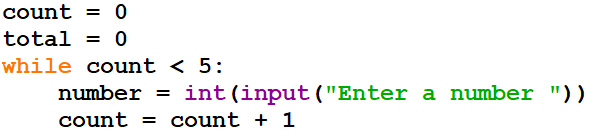 count = 0
total = 0
while count < 5:
    number = int(input("Enter a number "))
    count = count + 1